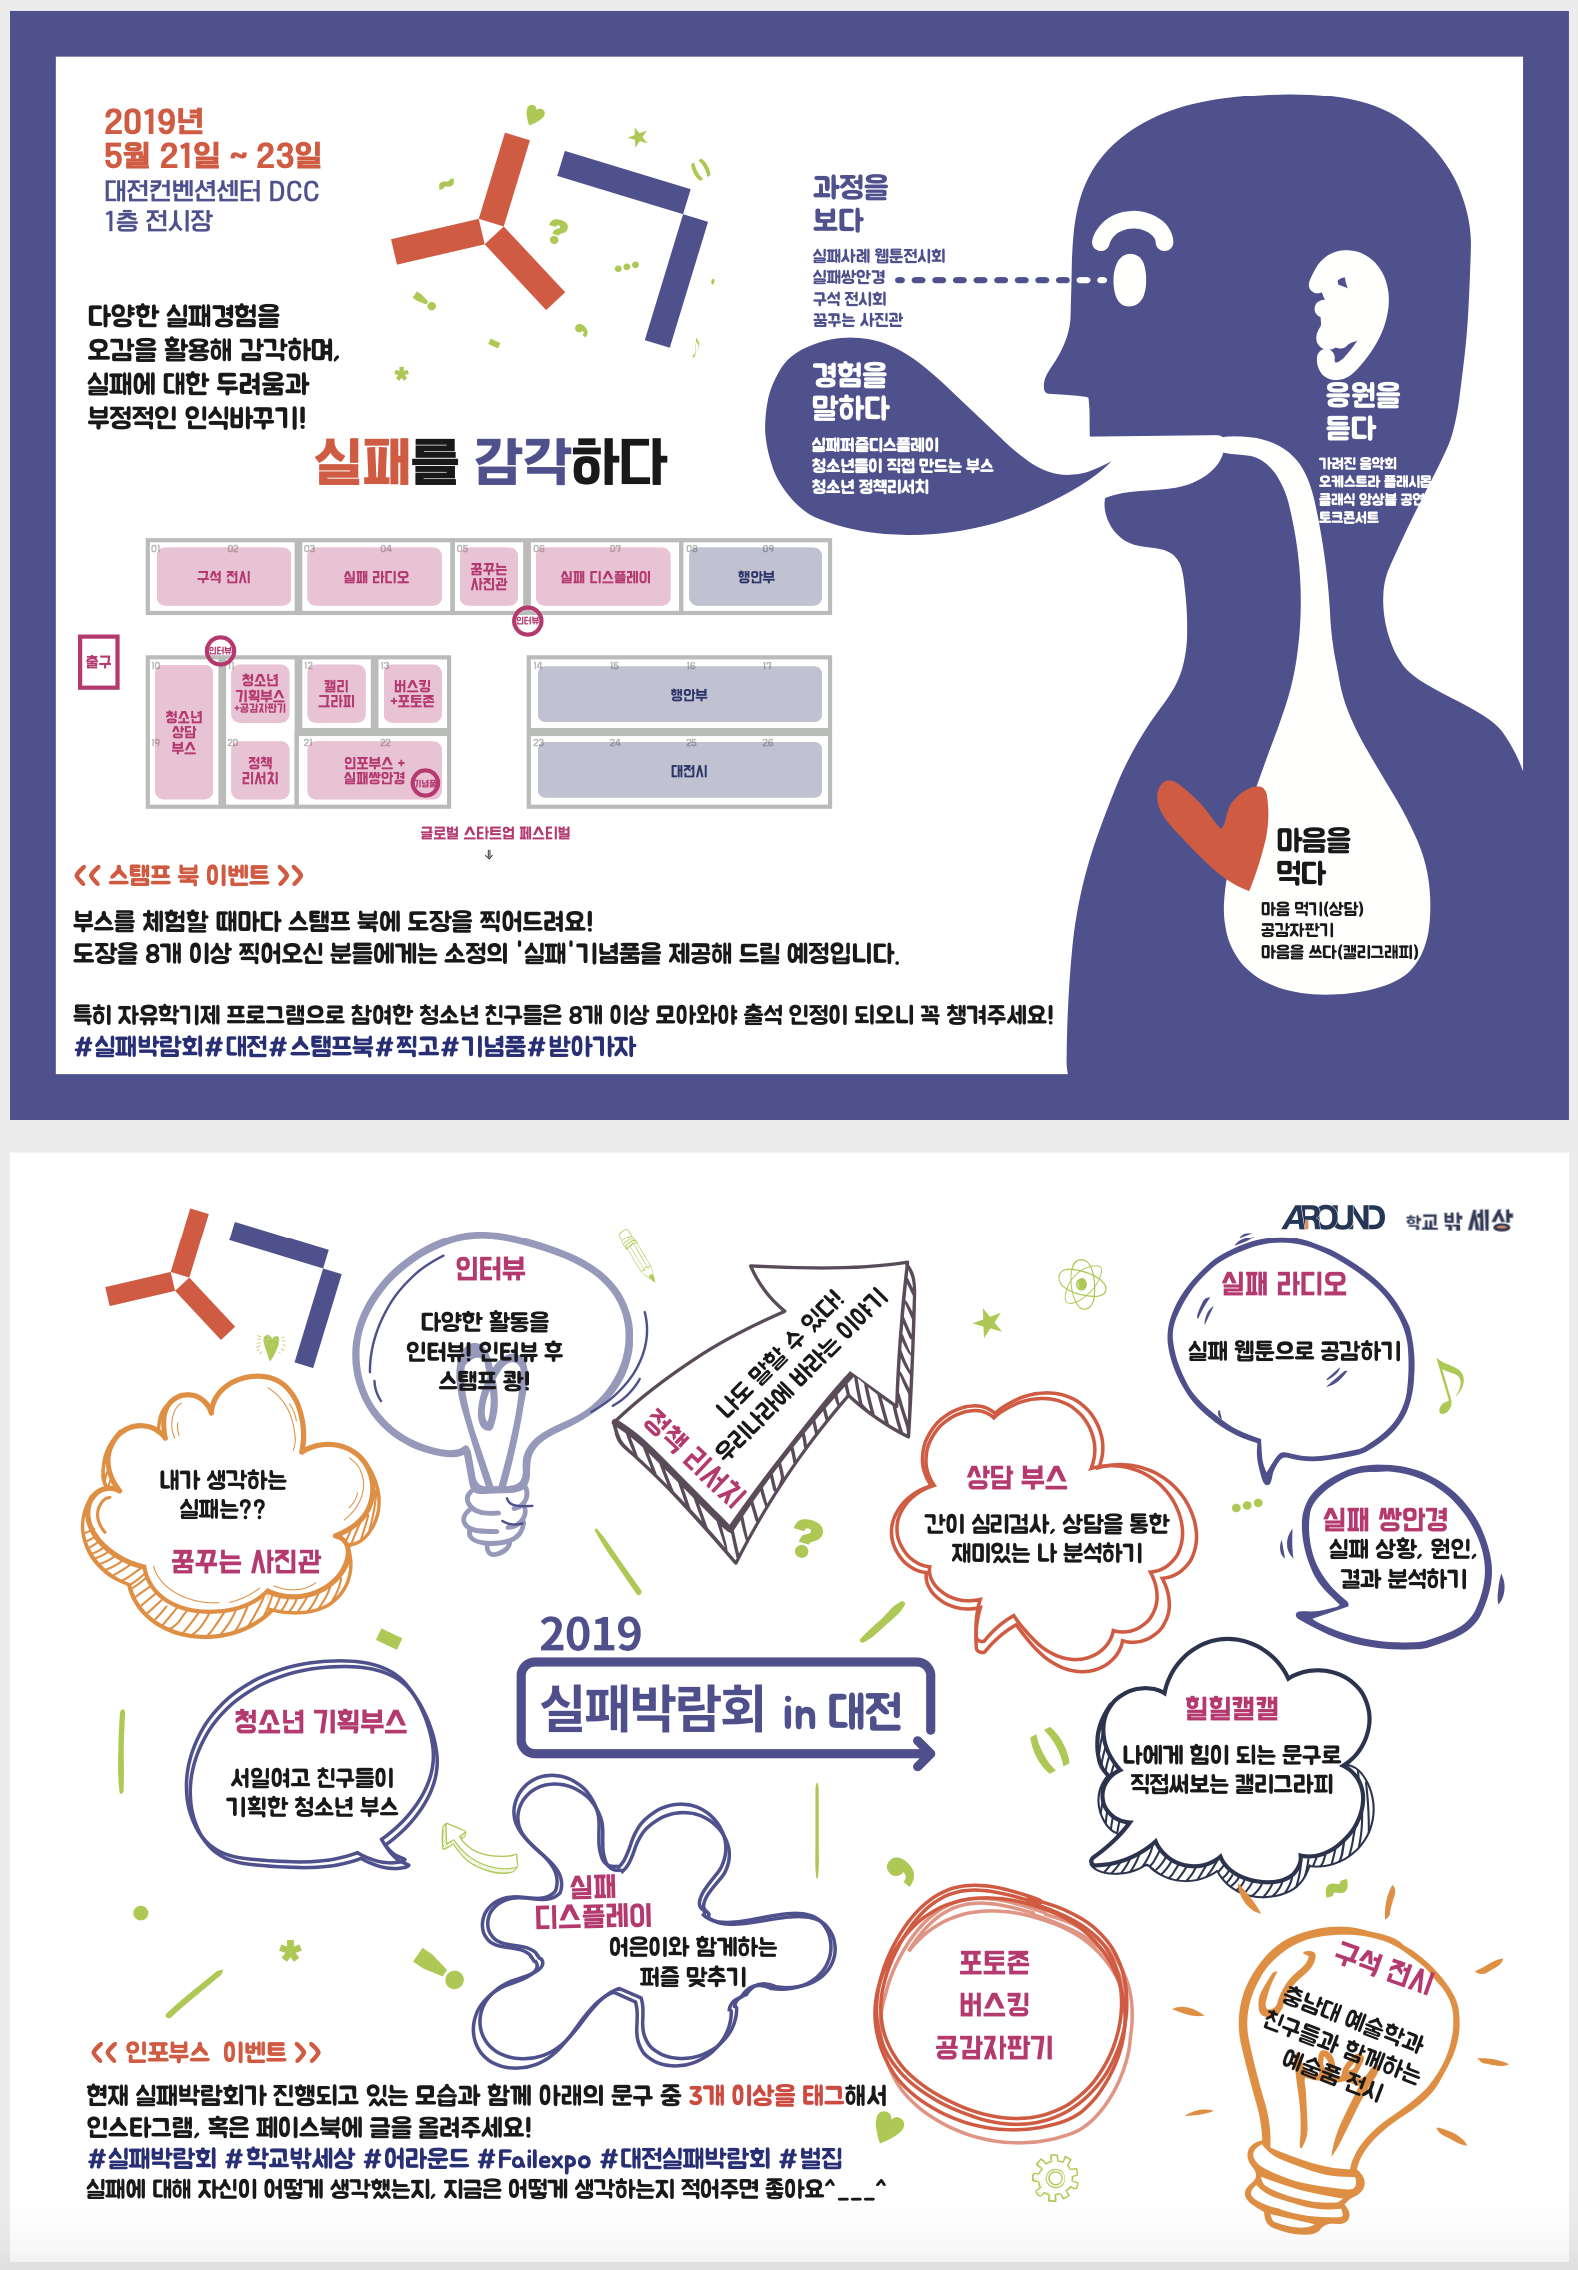 2019년
5월 21일 ~ 23일
대전컨벤션센터 DCC
1층 전시장
다양한 실패경험을
오감을 활용해 감각하며,
실패에 대한 두려움과
부정적인 인식바꾸기!
실패를 감각하다
과정을
보다
실패사례 웹툰전시회
실패쌍안경
구석 전시회
꿈꾸는 사진관
경험을
말하다
실패퍼즐디스플레이
청소년들이 직접 만드는 부스
청소년 정책리서치
응원을
듣다
가려진 음악회
오케스트라 플래시몹
클래식 앙상블 공연
토크콘서트
마음을
먹다
마음 먹기(상담)
공감자판기
마음을 쓰다(캘리그래피)
01 02 03 04 05 06 07 08 09
구석 전시
실패 라디오
꿈꾸는
사진관
실패 디스플레이
행안부
인터뷰
출구
인터뷰
10 11 12 13 14 15 16 17
청소년
상담
부스
청소년
기획부스
+공감자판기
캘리
그라피
버스킹
+포토존
행안부
19 20 21 22 23 24 25 26
정책
리서치
인포부스 +
실패쌍안경
기념품
대전시
글로벌 스타트업 페스티벌
<< 스탬프 북 이벤트 >>
부스를 체험할 때마다 스탬프 북에 도장을 찍어드려요!
도장을 8개 이상 찍어오신 분들에게는 소정의 '실패'기념품을 제공해 드릴 예정입니다.
특히 자유학기제 프로그램으로 참여한 청소년 친구들은 8개 이상 모아와야 출석 인정이 되오니 꼭 챙겨주세요!
#실패박람회#대전#스탬프북#찍고#기념품#받아가자
AROUND 학교 밖 세상
인터뷰
다양한 활동을
인터뷰! 인터뷰 후
스탬프 쾅!
나도 말할 수 있다!
우리나라에 바라는 이야기
정책 리서치
실패 라디오
실패 웹툰으로 공감하기
내가 생각하는
실패는??
꿈꾸는 사진관
상담 부스
간이 심리검사, 상담을 통한
재미있는 나 분석하기
실패 쌍안경
실패 상황, 원인,
결과 분석하기
2019
실패박람회 in 대전
청소년 기획부스
서일여고 친구들이
기획한 청소년 부스
힐힐캘캘
나에게 힘이 되는 문구로
직접써보는 캘리그라피
실패
디스플레이
어은이와 함께하는
퍼즐 맞추기
포토존
버스킹
공감자판기
구석 전시
충남대 예술학과
친구들과 함께하는
예술품 전시
<< 인포부스 이벤트 >>
현재 실패박람회가 진행되고 있는 모습과 함께 아래의 문구 중 3개 이상을 태그해서
인스타그램, 혹은 페이스북에 글을 올려주세요!
#실패박람회 #학교밖세상 #어라운드 #Failexpo #대전실패박람회 #벌집
실패에 대해 자신이 어떻게 생각했는지, 지금은 어떻게 생각하는지 적어주면 좋아요^___^